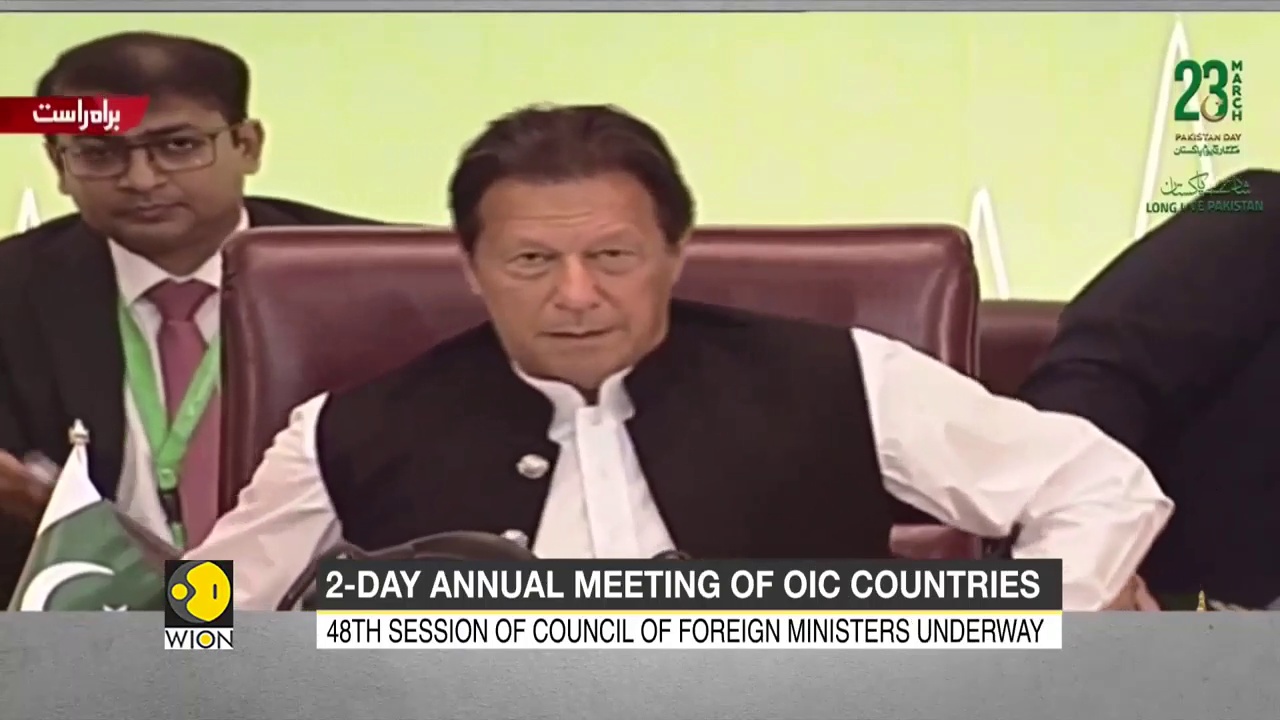 براہ راست
23
MARCH
PAKISTAN DAY
LONG LIVE PAKISTAN
WION
2-DAY ANNUAL MEETING OF OIC COUNTRIES
48TH SESSION OF COUNCIL OF FOREIGN MINISTERS UNDERWAY